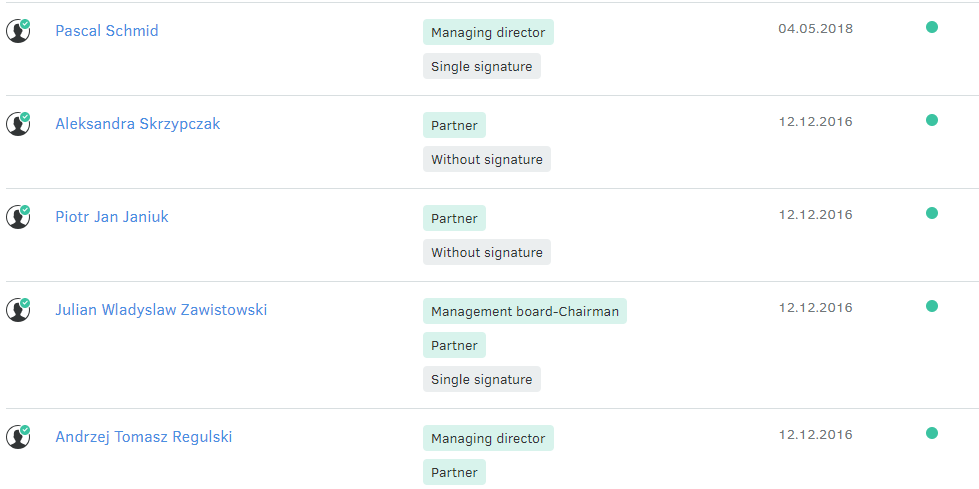 Pascal Schmid
Managing director
04.05.2018
Single signature
Aleksandra Skrzypczak
Partner
12.12.2016
Without signature
Piotr Jan Janiuk
Partner
12.12.2016
Without signature
Julian Wladyslaw Zawistowski
Management board-Chairman
12.12.2016
Partner
Single signature
Andrzej Tomasz Regulski
Managing director
12.12.2016
Partner